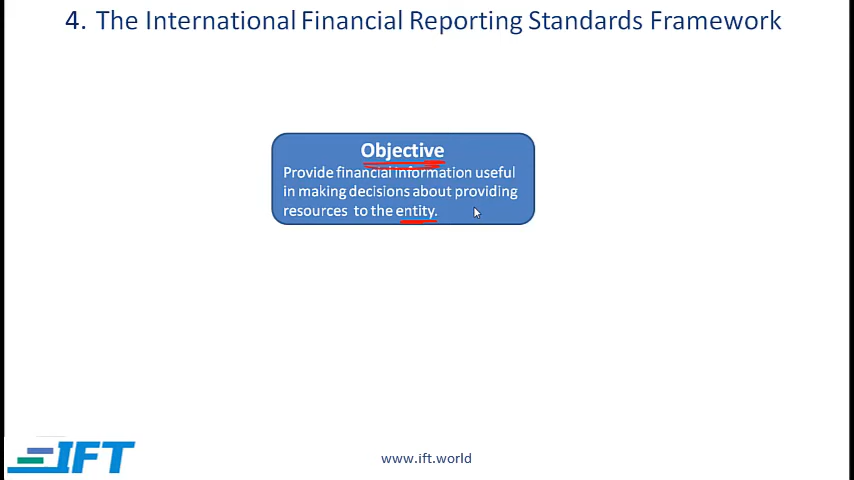 4. The International Financial Reporting Standards Framework
Objective
Provide financial information useful
in making decisions about providing
resources to the entity.
IFT
www.ift.world